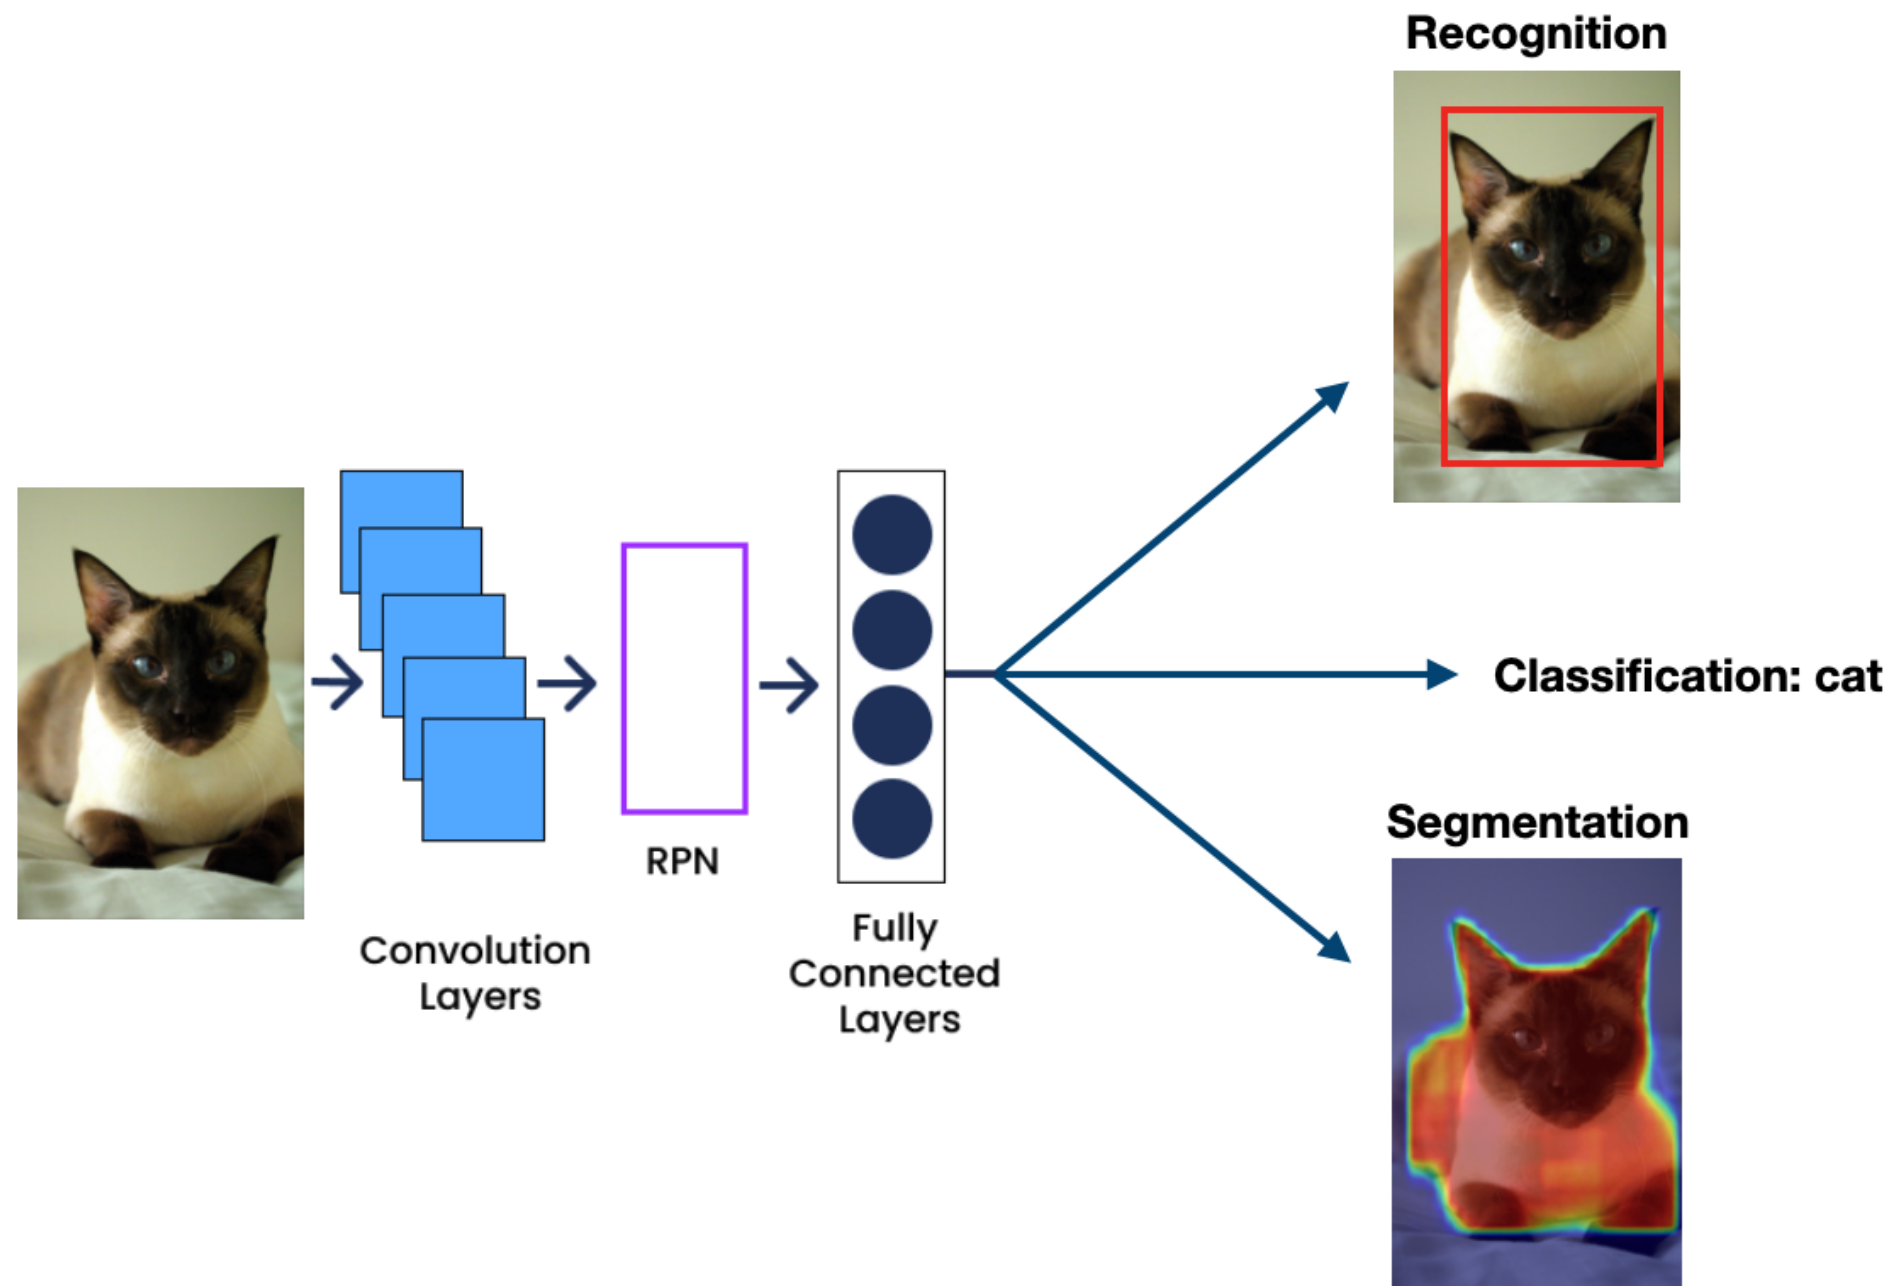 Recognition
Classification: cat
Segmentation
RPN
Convolution
Layers
Fully
Connected
Layers